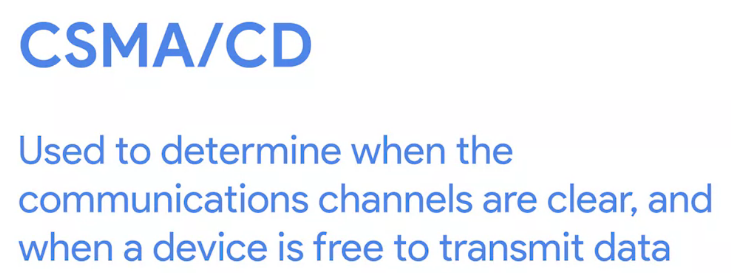 CSMA/CD
Used to determine when the
communications channels are clear, and
when a device is free to transmit data